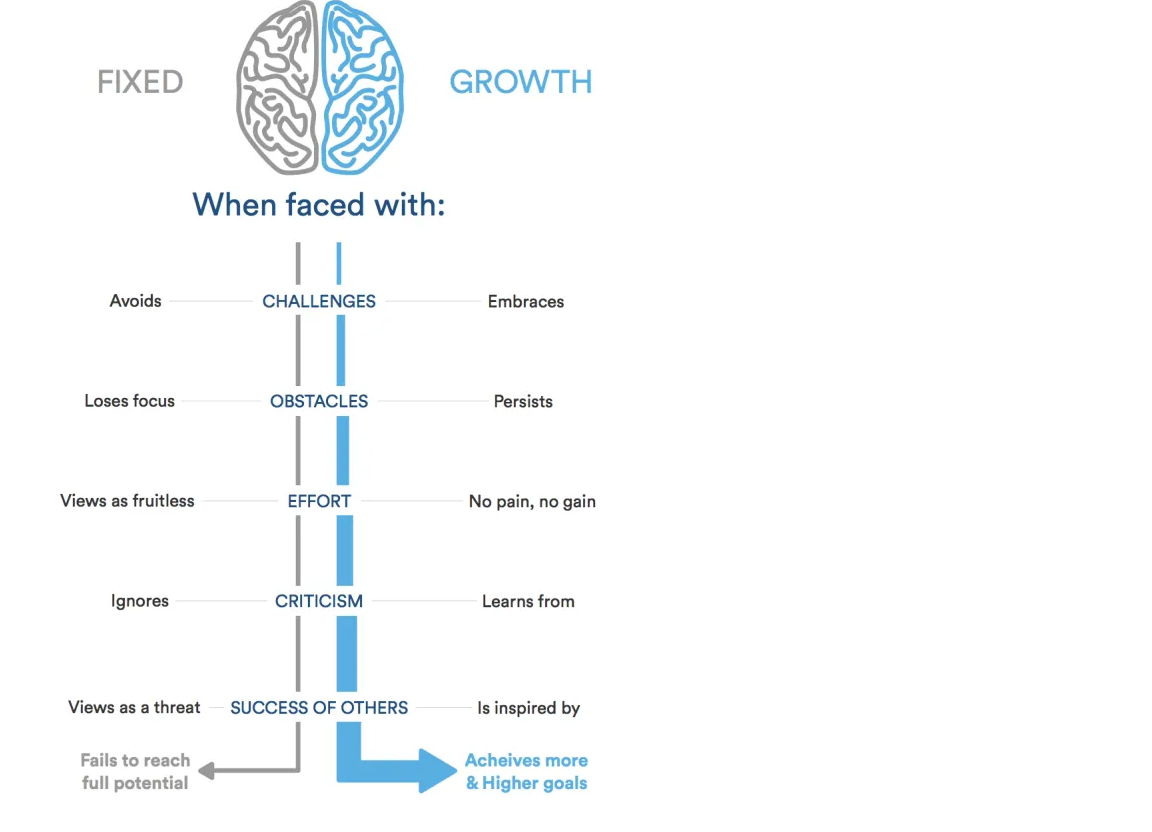 FIXED GROWTH
When faced with:
Avoids CHALLENGES Embraces
Loses focus OBSTACLES Persists
Views as fruitless EFFORT No pain, no gain
Ignores CRITICISM Learns from
Views as a threat SUCCESS OF OTHERS Is inspired by
Fails to reach
full potential
Acheives more
& Higher goals